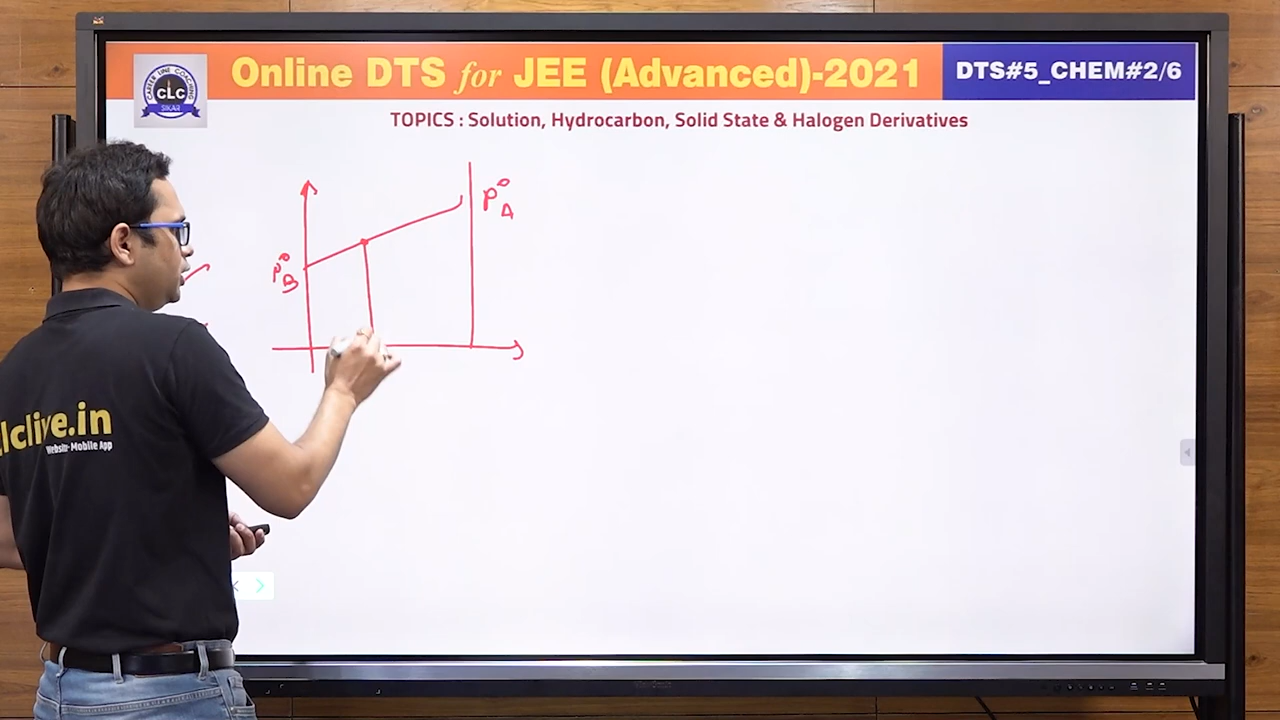 Online DTS for JEE (Advanced)-2021
DTS#5_CHEM#2/6
CAREER LINE COACHING
CLC
SIKAR
TOPICS : Solution, Hydrocarbon, Solid State & Halogen Derivatives
P°A
P°B
lclive.in
Website- Mobile App